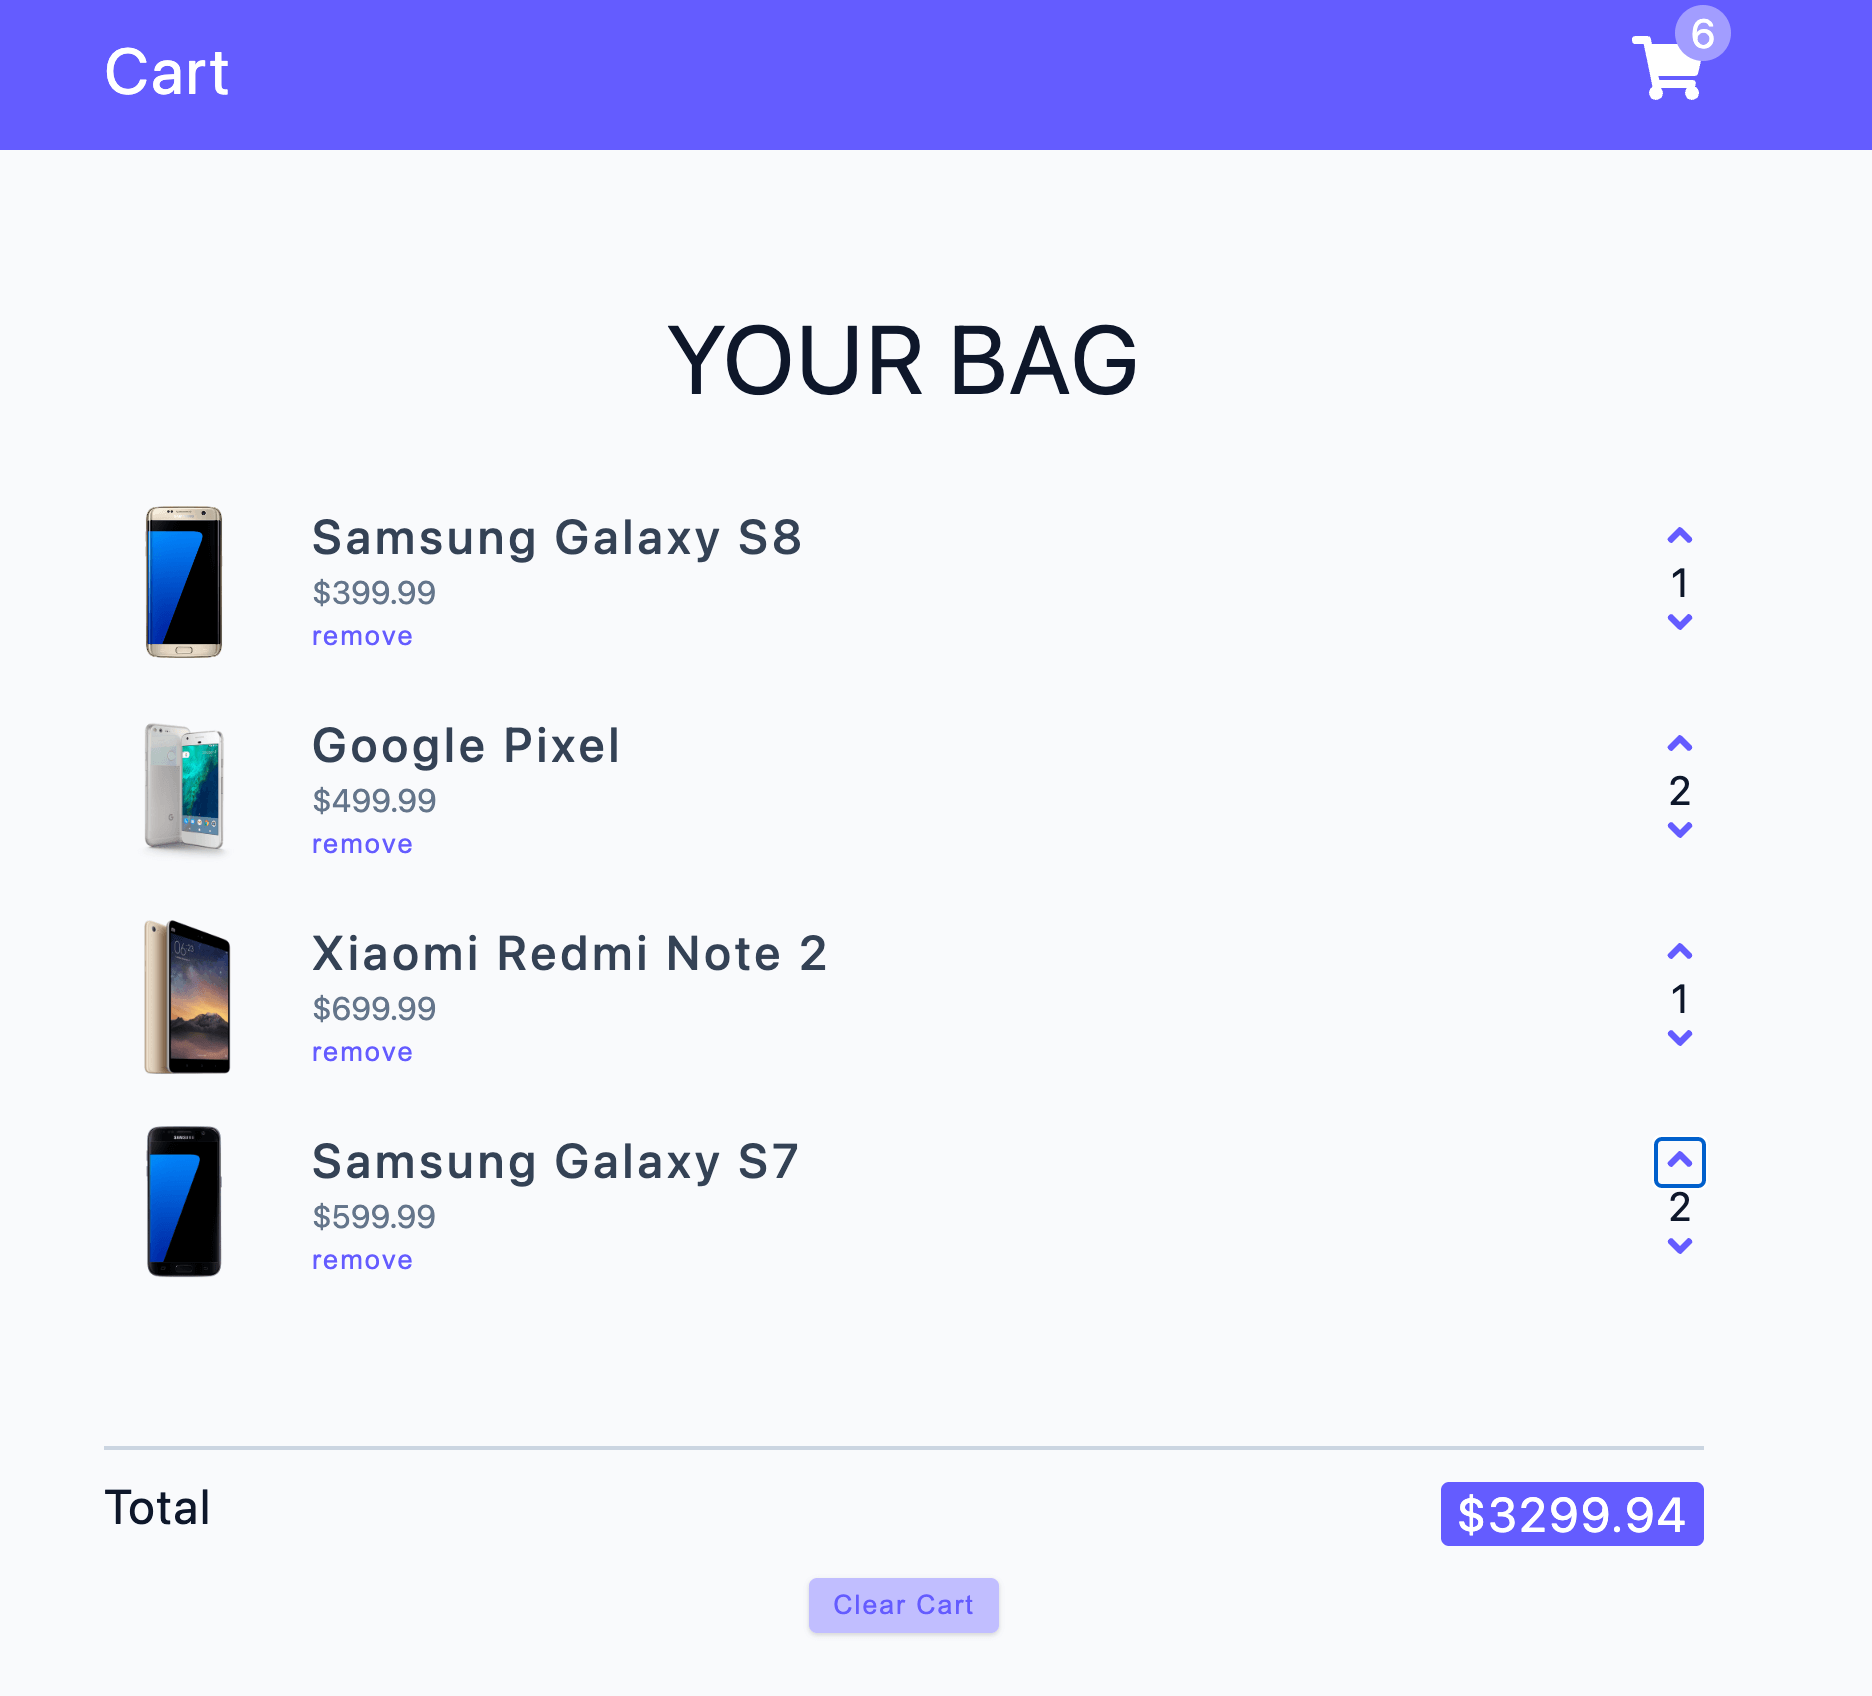 Cart
6
YOUR BAG
Samsung Galaxy S8
$399.99
remove
1
Google Pixel
$499.99
remove
2
Xiaomi Redmi Note 2
$699.99
remove
1
Samsung Galaxy S7
$599.99
remove
2
Total
$3299.94
Clear Cart